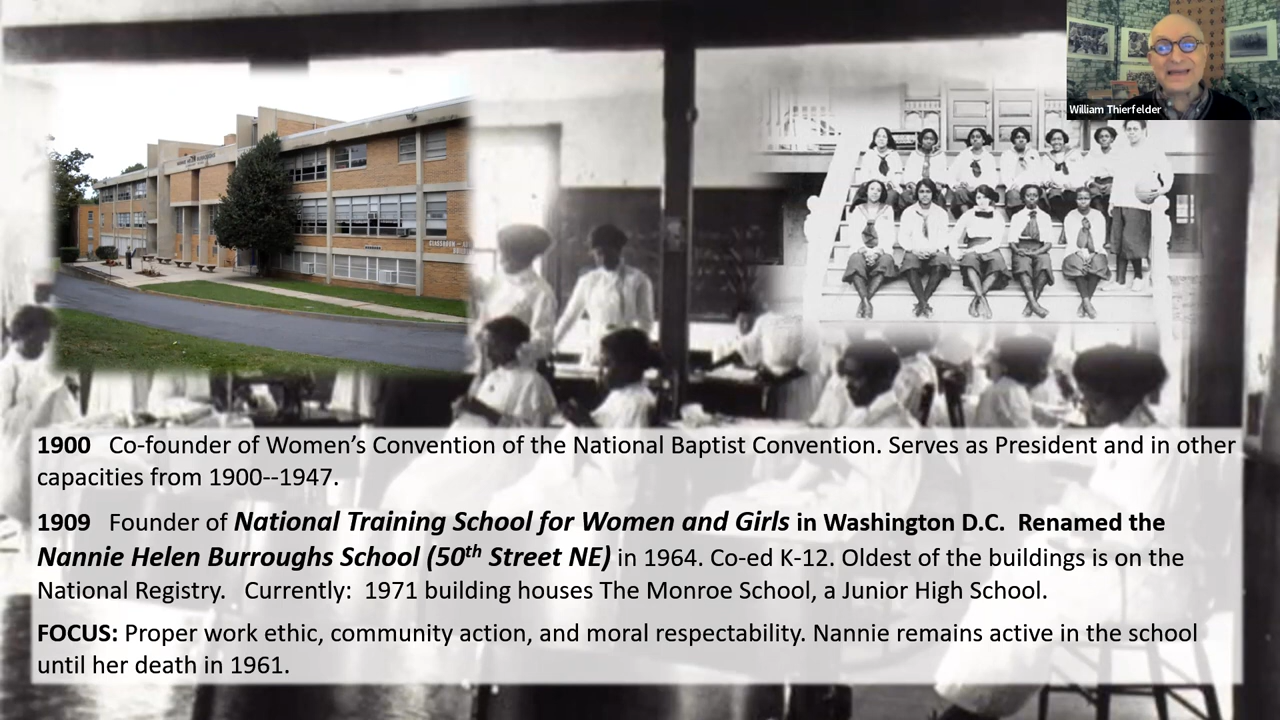 William Thierfelder
1900 Co-founder of Women's Convention of the National Baptist Convention. Serves as President and in other
capacities from 1900--1947.
1909 Founder of National Training School for Women and Girls in Washington D.C. Renamed the
Nannie Helen Burroughs School (50th Street NE) in 1964. Co-ed K-12. Oldest of the buildings is on the
National Registry. Currently: 1971 building houses The Monroe School, a Junior High School.
FOCUS: Proper work ethic, community action, and moral respectability. Nannie remains active in the school
until her death in 1961.